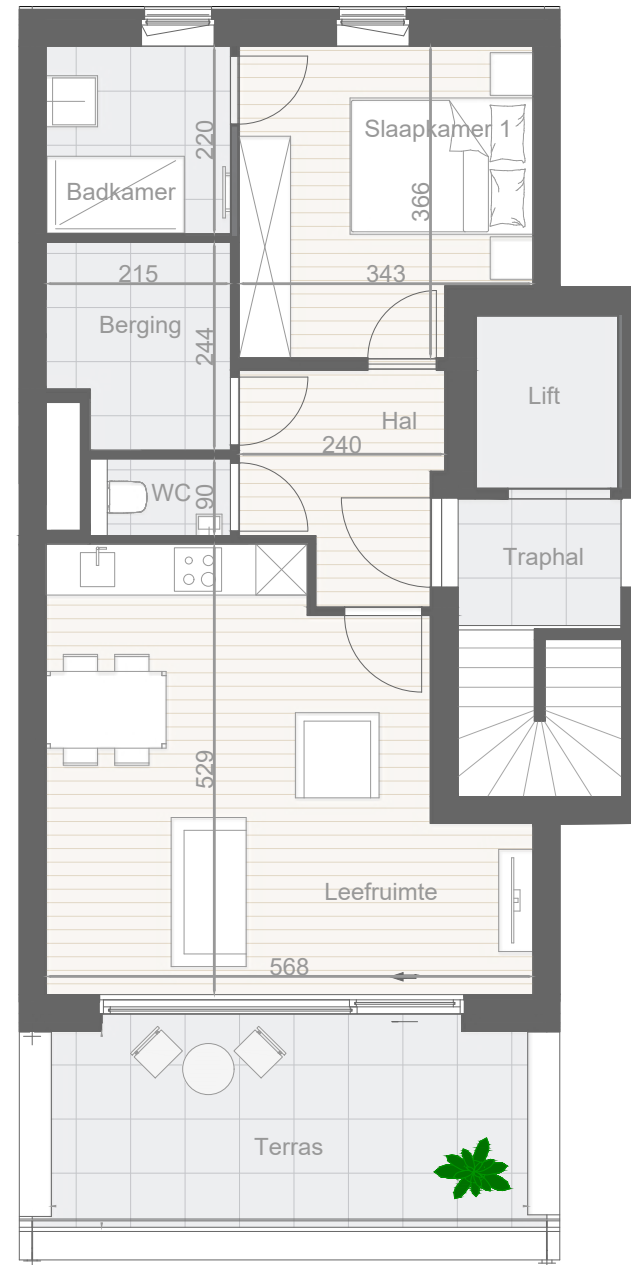 220
Slaapkamer 1
Badkamer
366
215
343
Berging
244
Lift
Hal
240
WC
90
Traphal
529
Leefruimte
568
Terras